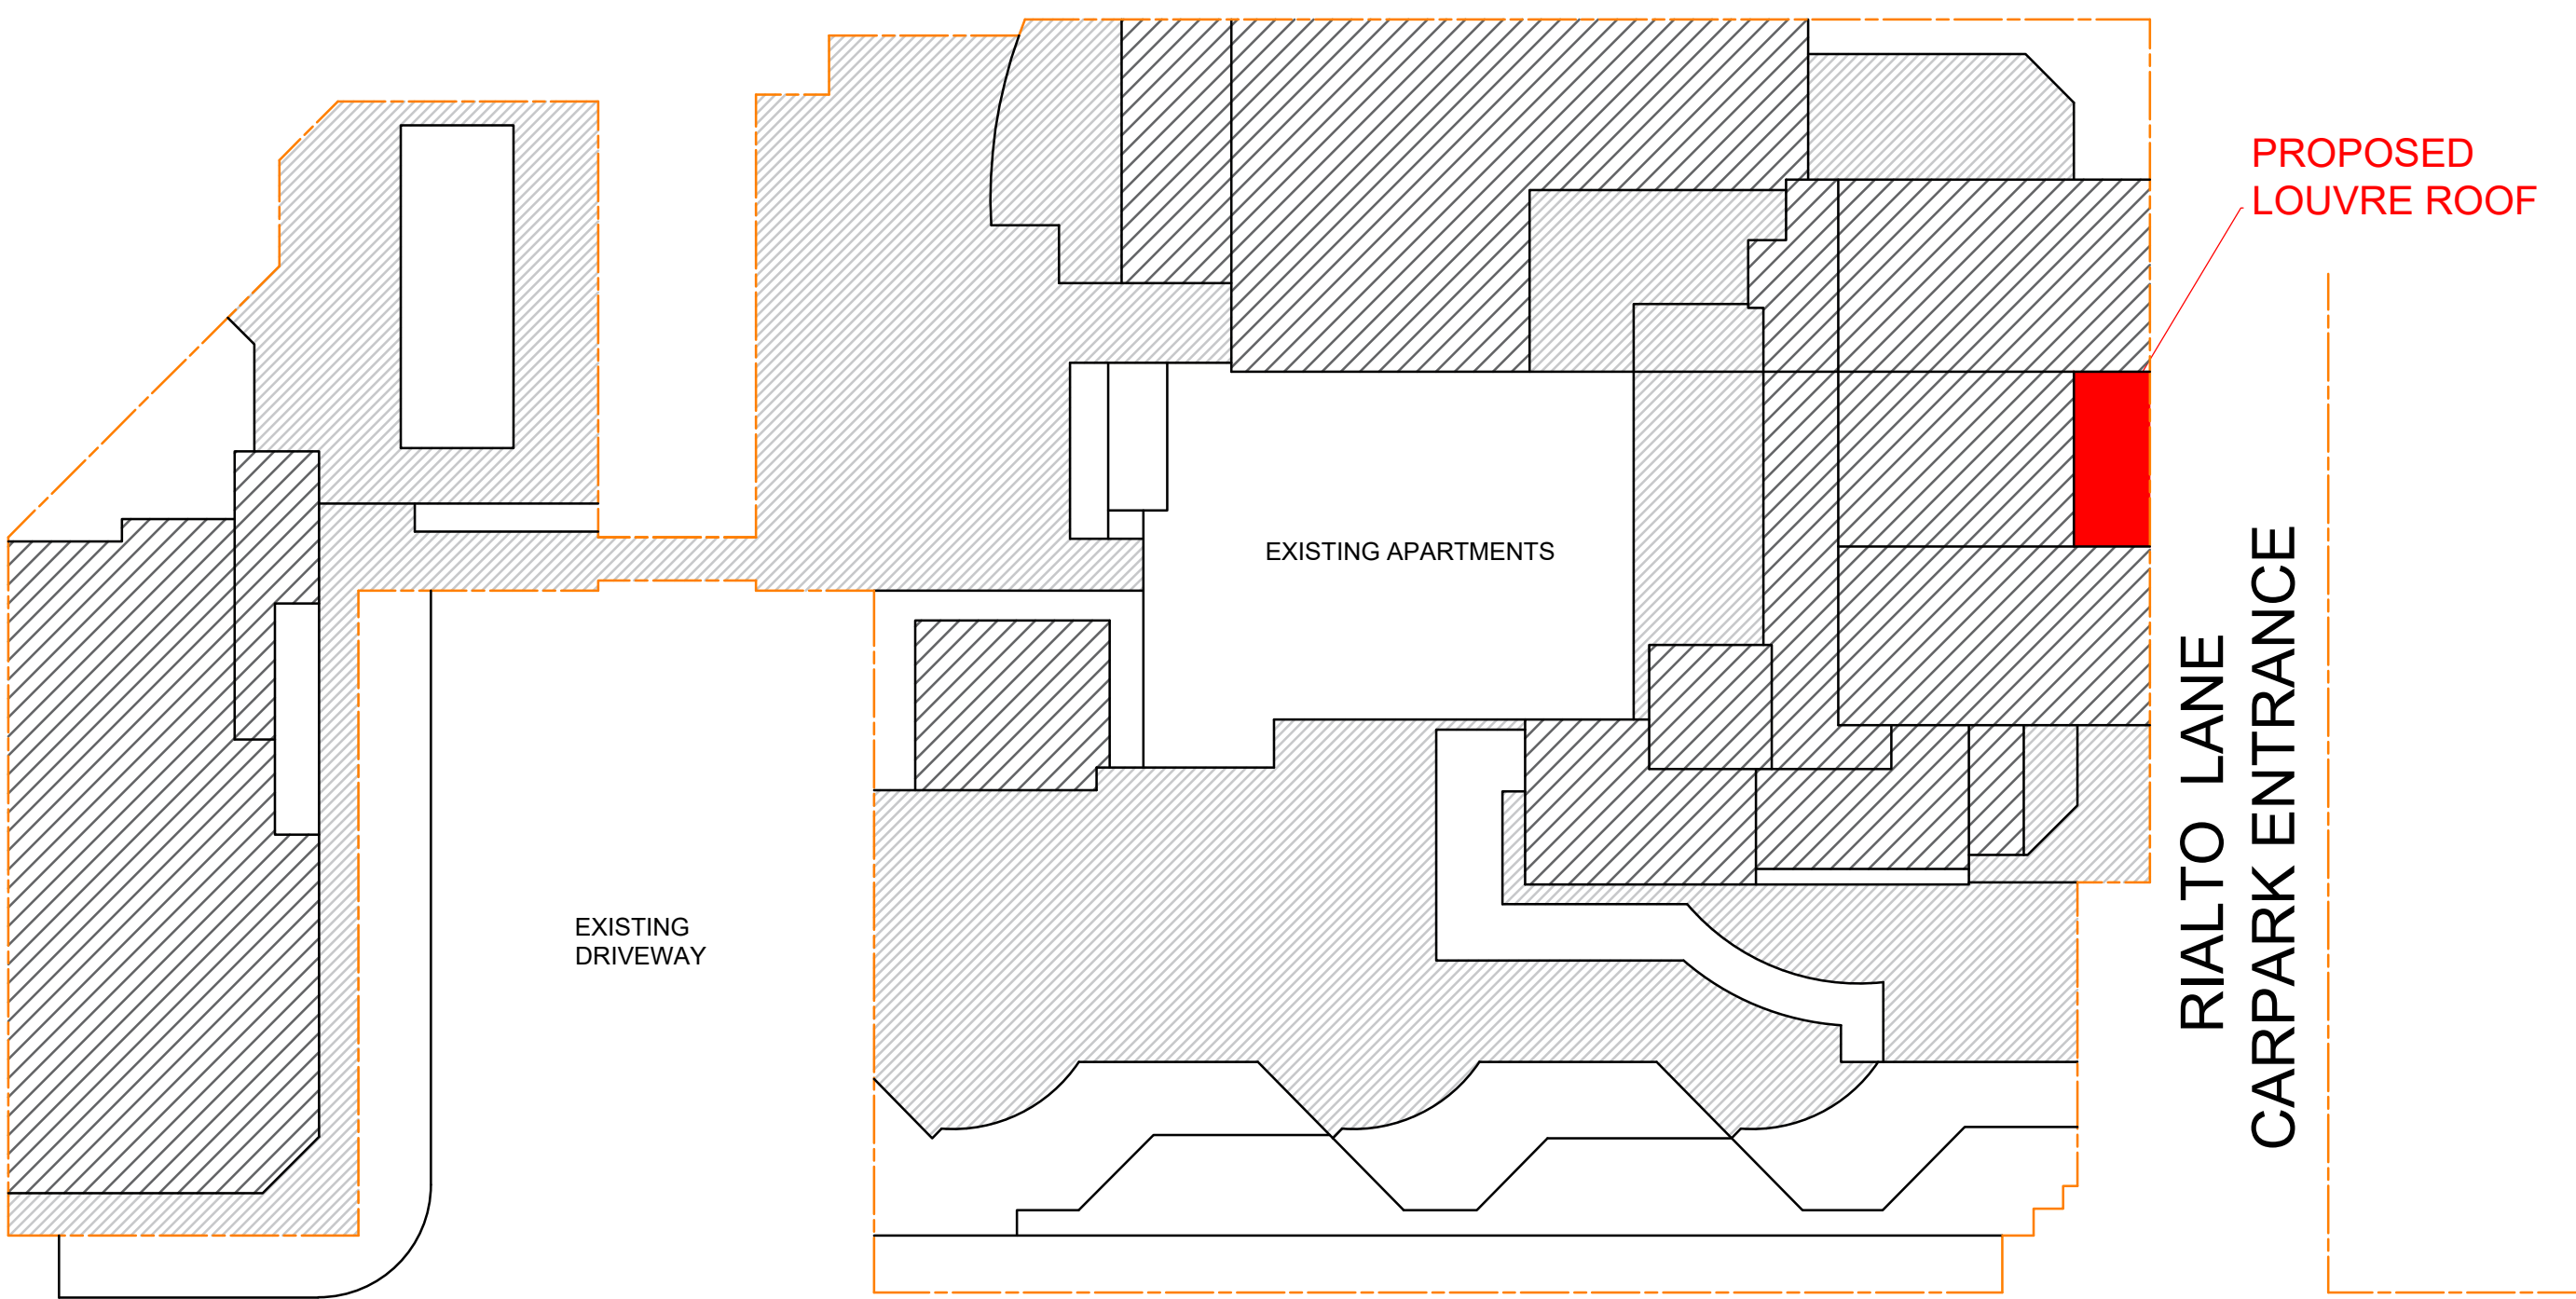 PROPOSED
LOUVRE ROOF
EXISTING APARTMENTS
EXISTING
DRIVEWAY
RIALTO LANE
CARPARK ENTRANCE